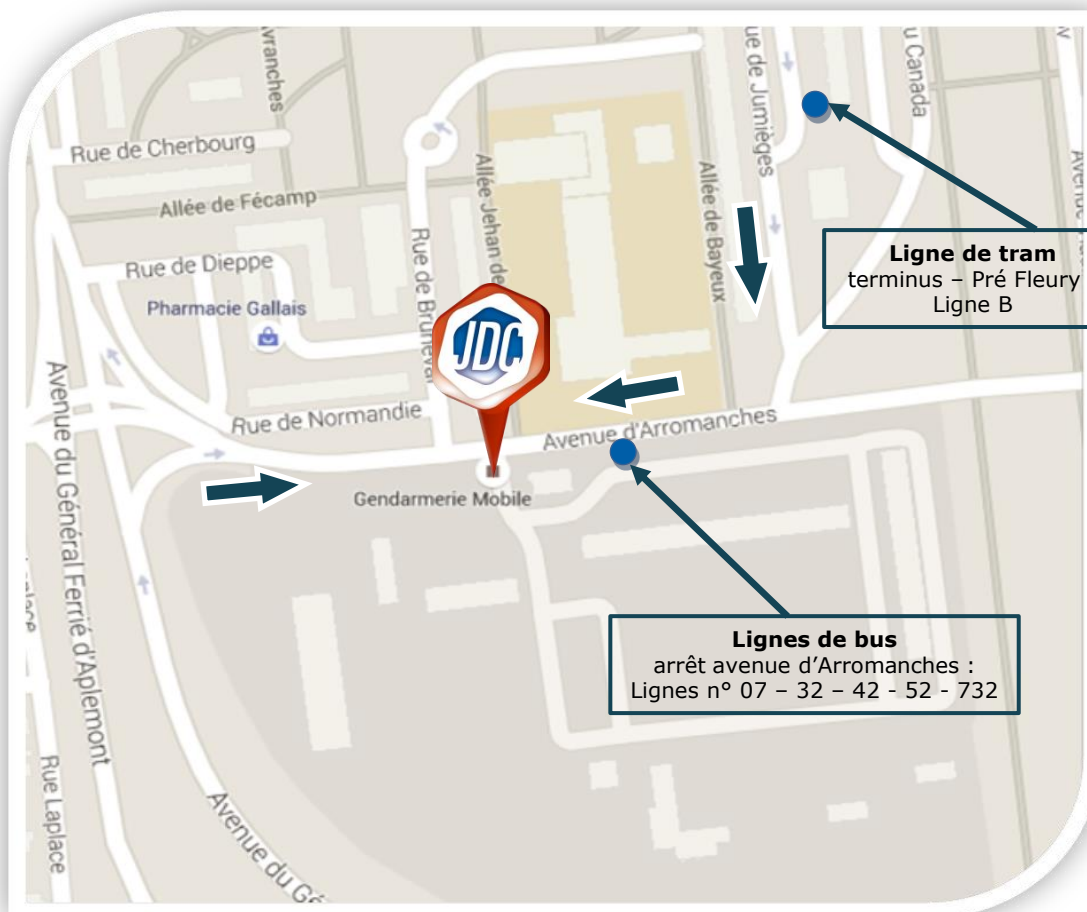 vranches
ue de Jumièges
u Canada
Rue de Cherbourg
Allée de Fécamp
Allée Jehan de
Allée de Bayeux
Rue de Dieppe
Rue de Bruneval
Pharmacie Gallais
Ligne de tram
terminus – Pré Fleury
Ligne B
JDC
Rue de Normandie
Avenue d'Arromanches
Gendarmerie Mobile
Avenue du Général Ferrié d'Aplemont
Lignes de bus
arrêt avenue d’Arromanches :
Lignes n° 07 – 32 – 42 - 52 - 732
Rue Laplace
Avenue du Gé
Avenue